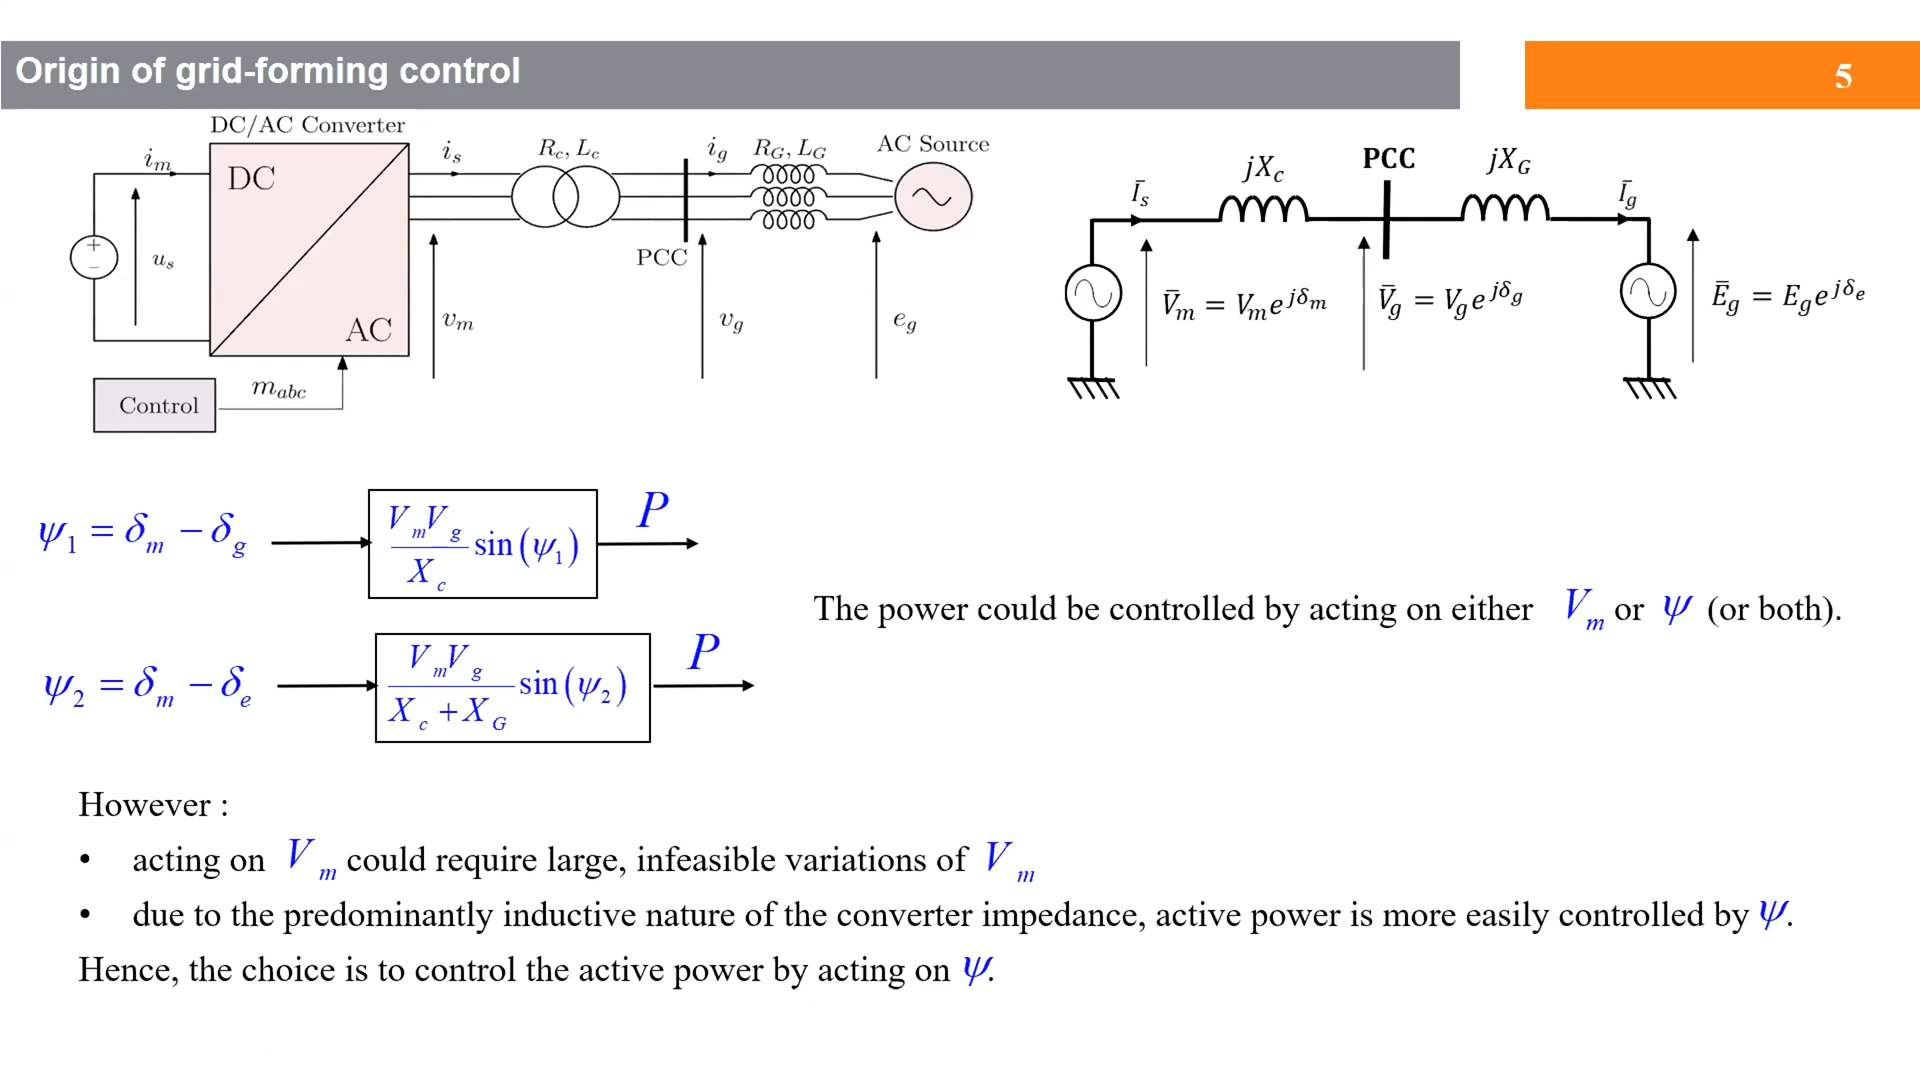 Origin of grid-forming control
5
DC/AC Converter
i_m
DC
u_s
AC
Control
m_abc
i_s
R_c, L_c
i_g
R_G, L_G
AC Source
PCC
v_m
v_g
e_g
Ī_s
jX_c
PCC
jX_G
Ī_g
V̄_m = V_m e^{jδ_m}
V̄_g = V_g e^{jδ_g}
Ē_g = E_g e^{jδ_e}
ψ_1 = δ_m − δ_g
V_m V_g / X_c sin(ψ_1)
P
The power could be controlled by acting on either V_m or ψ (or both).
ψ_2 = δ_m − δ_e
V_m V_g / (X_c + X_G) sin(ψ_2)
P
However :
• acting on V_m could require large, infeasible variations of V_m
• due to the predominantly inductive nature of the converter impedance, active power is more easily controlled by ψ.
Hence, the choice is to control the active power by acting on ψ.